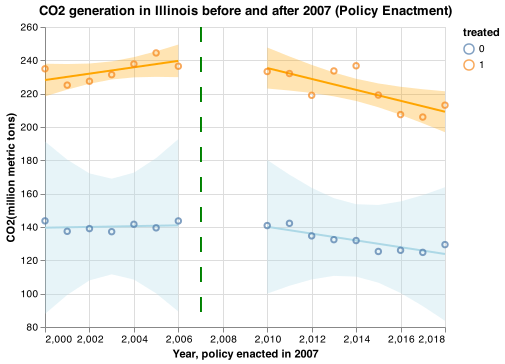 CO2 generation in Illinois before and after 2007 (Policy Enactment)
treated
0
1
CO2(million metric tons)
260
240
220
200
180
160
140
120
100
80
2,000 2,002 2,004 2,006 2,008 2,010 2,012 2,014 2,016 2,018
Year, policy enacted in 2007